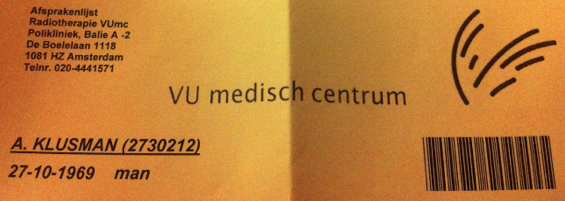 Afsprakenlijst
Radiotherapie VUmc
Polikliniek, Balie A -2
De Boelelaan 1118
1081 HZ Amsterdam
Telnr. 020-4441571
VU medisch centrum
A. KLUSMAN (2730212)
27-10-1969 man